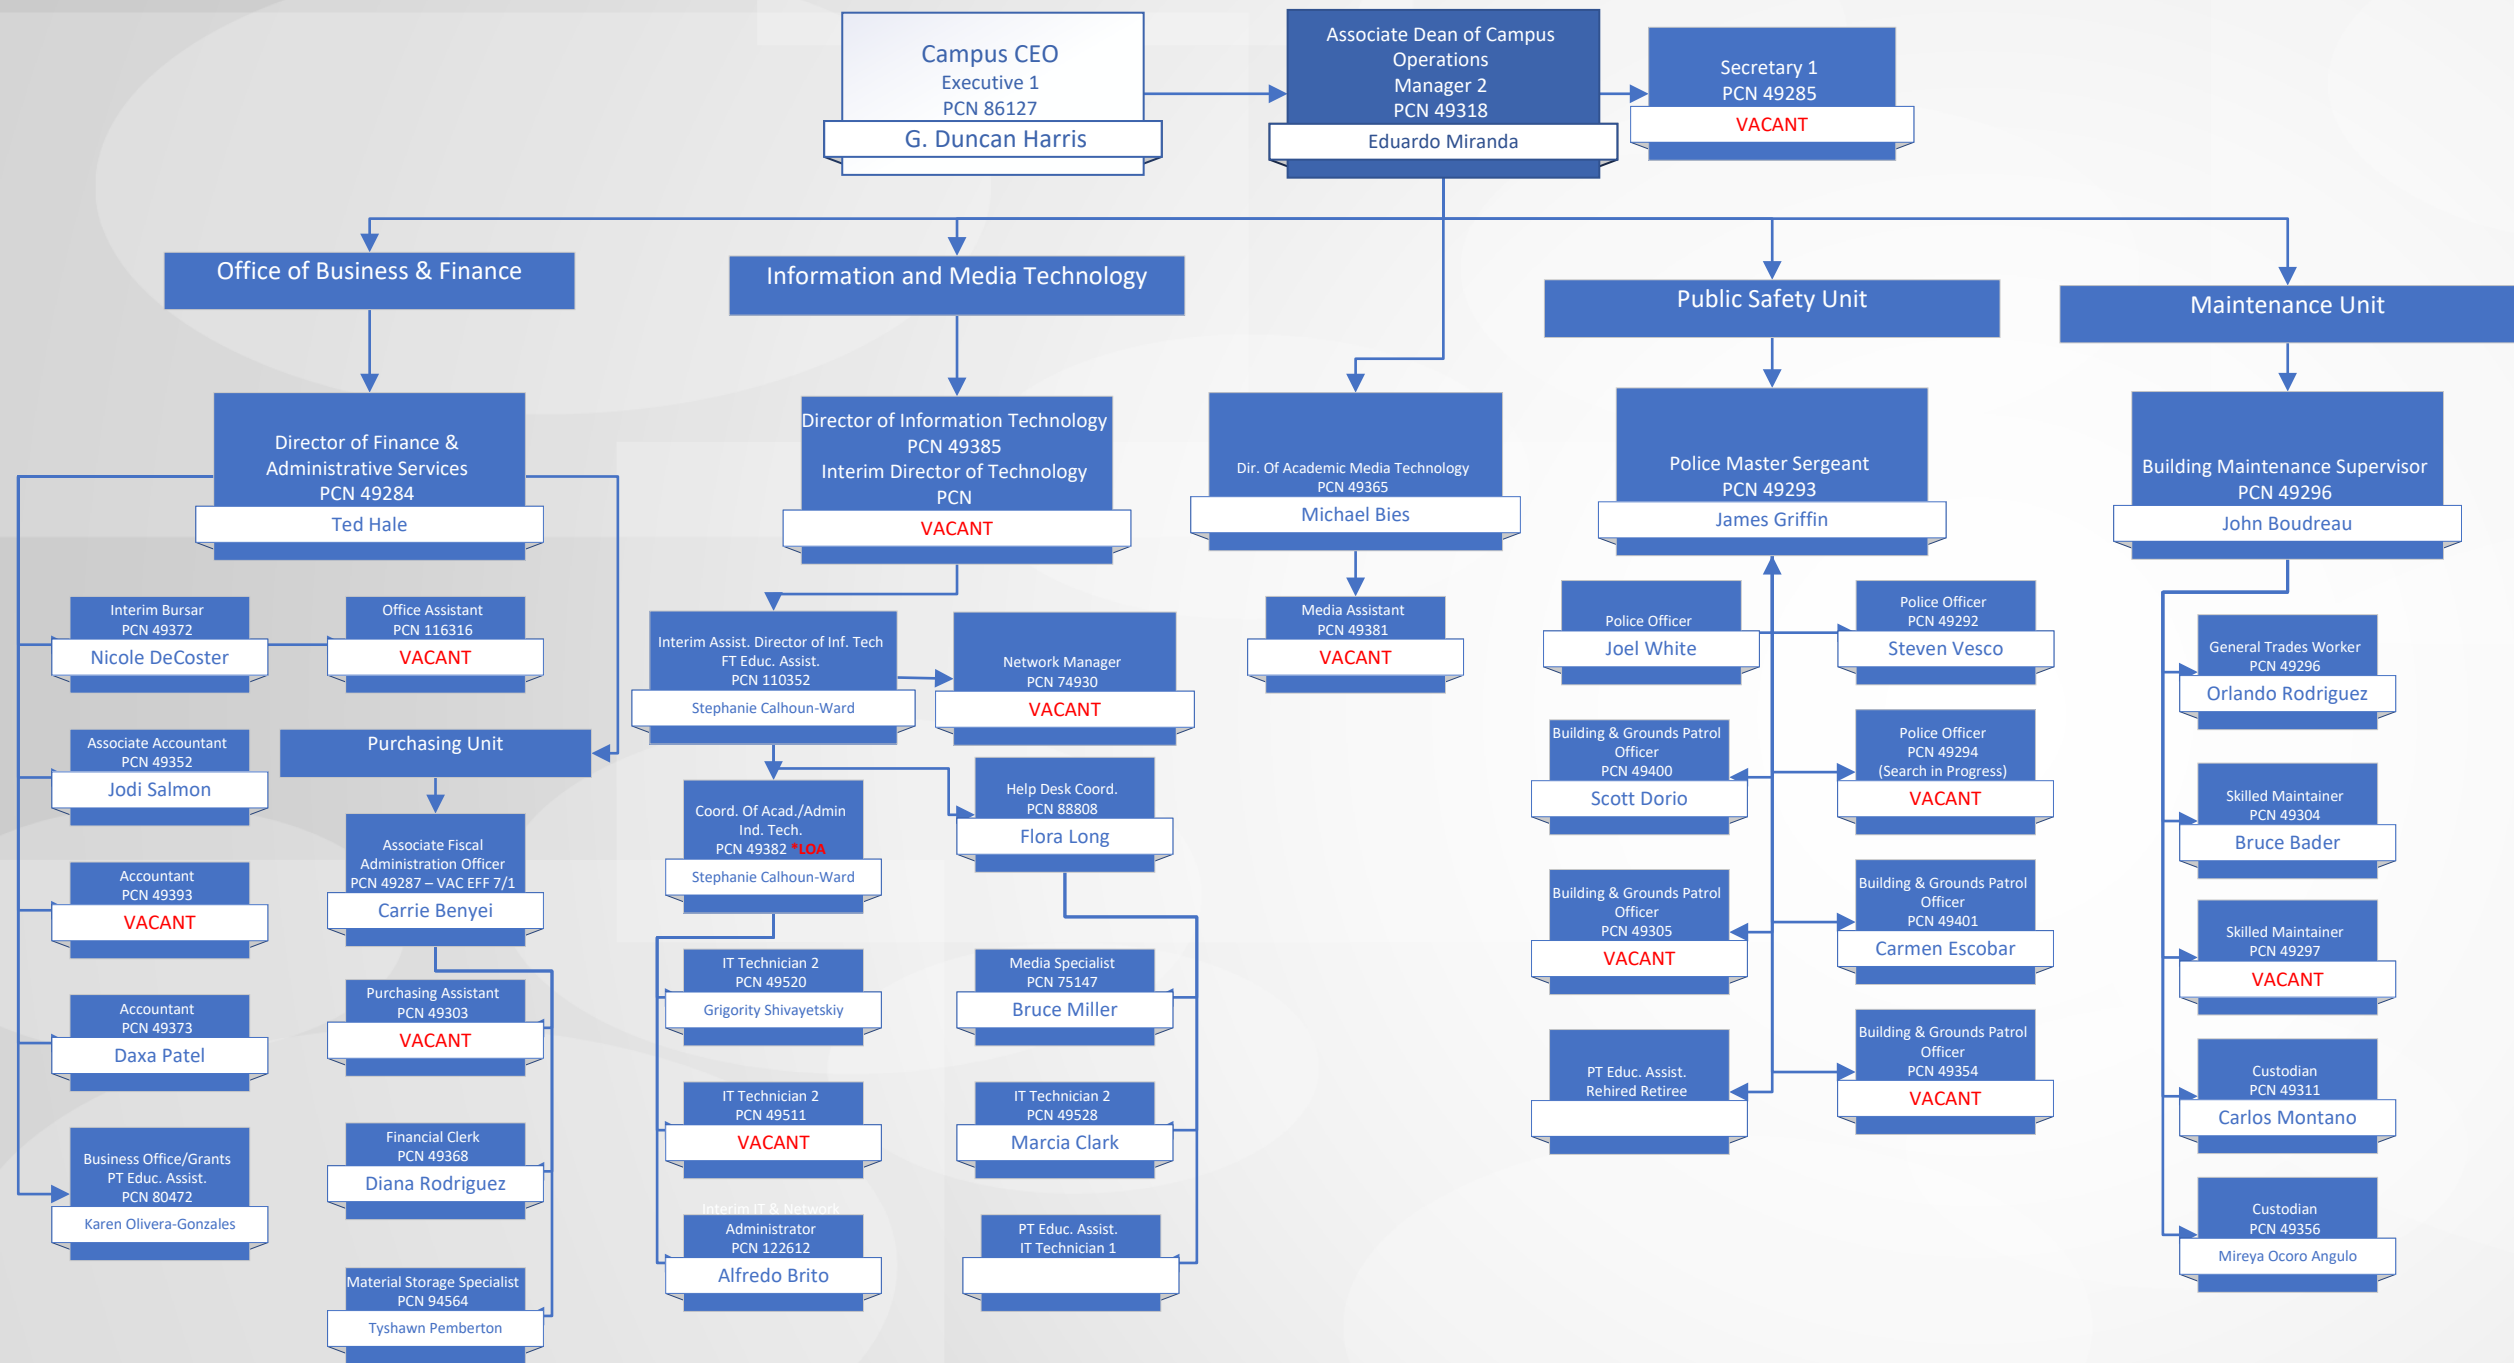 Campus CEO
Executive 1
PCN 86127
G. Duncan Harris
Associate Dean of Campus
Operations
Manager 2
PCN 49318
Eduardo Miranda
Secretary 1
PCN 49285
VACANT
Office of Business & Finance
Information and Media Technology
Public Safety Unit
Maintenance Unit
Director of Finance &
Administrative Services
PCN 49284
Ted Hale
Director of Information Technology
PCN 49385
Interim Director of Technology
PCN
VACANT
Dir. Of Academic Media Technology
PCN 49365
Michael Bies
Police Master Sergeant
PCN 49293
James Griffin
Building Maintenance Supervisor
PCN 49296
John Boudreau
Interim Bursar
PCN 49372
Nicole DeCoster
Office Assistant
PCN 116316
VACANT
Associate Accountant
PCN 49352
Jodi Salmon
Accountant
PCN 49393
VACANT
Accountant
PCN 49373
Daxa Patel
Business Office/Grants
PT Educ. Assist.
PCN 80472
Karen Olivera-Gonzales
Purchasing Unit
Associate Fiscal
Administration Officer
PCN 49287 – VAC EFF 7/1
Carrie Benyei
Purchasing Assistant
PCN 49303
VACANT
Financial Clerk
PCN 49368
Diana Rodriguez
Material Storage Specialist
PCN 94564
Tyshawn Pemberton
Interim Assist. Director of Inf. Tech
FT Educ. Assist.
PCN 110352
Stephanie Calhoun-Ward
Network Manager
PCN 74930
VACANT
Coord. Of Acad./Admin
Ind. Tech.
PCN 49382 *LOA
Stephanie Calhoun-Ward
Help Desk Coord.
PCN 88808
Flora Long
IT Technician 2
PCN 49520
Grigority Shivayetskiy
IT Technician 2
PCN 49511
VACANT
Interim IT & Network
Administrator
PCN 122612
Alfredo Brito
Media Specialist
PCN 75147
Bruce Miller
IT Technician 2
PCN 49528
Marcia Clark
PT Educ. Assist.
IT Technician 1
Media Assistant
PCN 49381
VACANT
Police Officer
Joel White
Police Officer
PCN 49292
Steven Vesco
Building & Grounds Patrol
Officer
PCN 49400
Scott Dorio
Police Officer
PCN 49294
(Search in Progress)
VACANT
Building & Grounds Patrol
Officer
PCN 49305
VACANT
Building & Grounds Patrol
Officer
PCN 49401
Carmen Escobar
PT Educ. Assist.
Rehired Retiree
Building & Grounds Patrol
Officer
PCN 49354
VACANT
General Trades Worker
PCN 49296
Orlando Rodriguez
Skilled Maintainer
PCN 49304
Bruce Bader
Skilled Maintainer
PCN 49297
VACANT
Custodian
PCN 49311
Carlos Montano
Custodian
PCN 49356
Mireya Ocoro Angulo